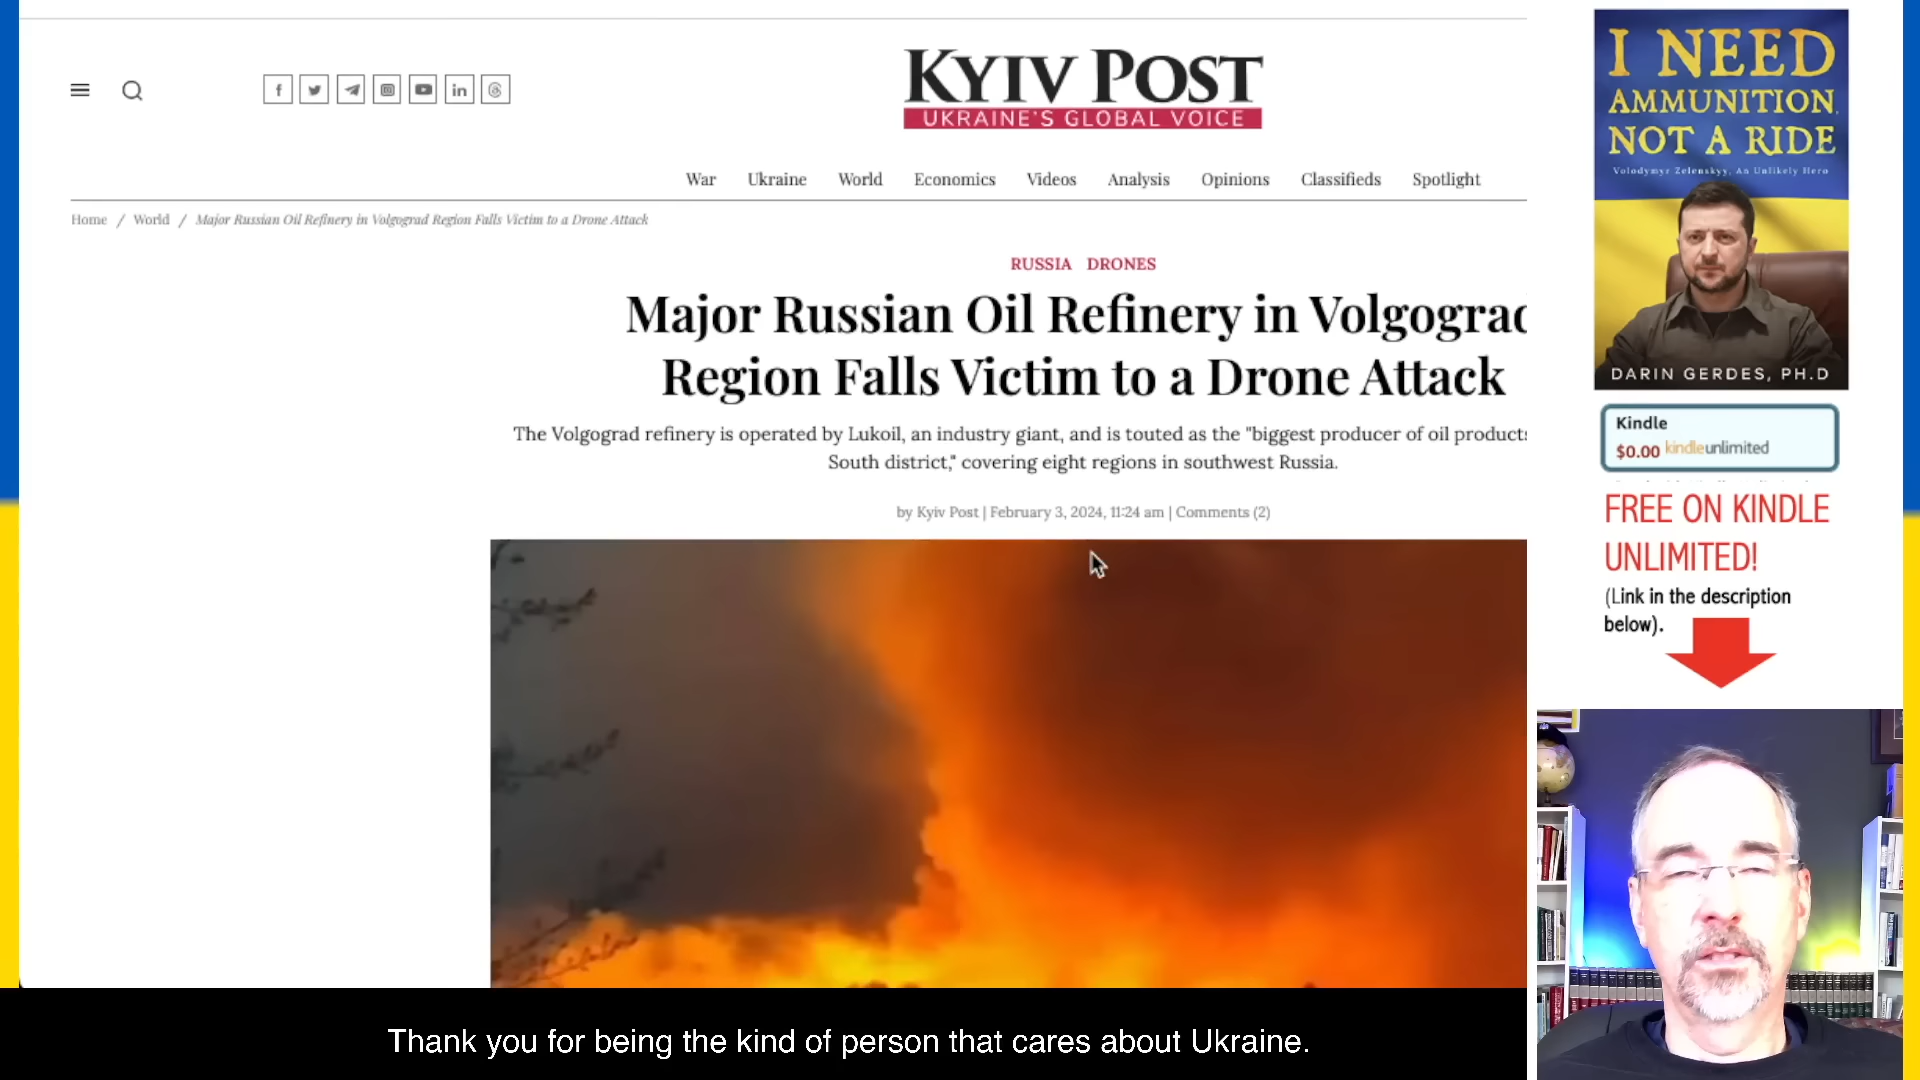 KYIV POST
UKRAINE'S GLOBAL VOICE
War Ukraine World Economics Videos Analysis Opinions Classifieds Spotlight
Home / World / Major Russian Oil Refinery in Volgograd Region Falls Victim to a Drone Attack
RUSSIA DRONES
Major Russian Oil Refinery in Volgograd
Region Falls Victim to a Drone Attack
The Volgograd refinery is operated by Lukoil, an industry giant, and is touted as the "biggest producer of oil products
South district," covering eight regions in southwest Russia.
by Kyiv Post | February 3, 2024, 11:24 am | Comments (2)
I NEED
AMMUNITION,
NOT A RIDE
Volodymyr Zelenskyy, An Unlikely Hero
DARIN GERDES, PH.D
Kindle
$0.00 kindleunlimited
FREE ON KINDLE
UNLIMITED!
(Link in the description
below).
Thank you for being the kind of person that cares about Ukraine.